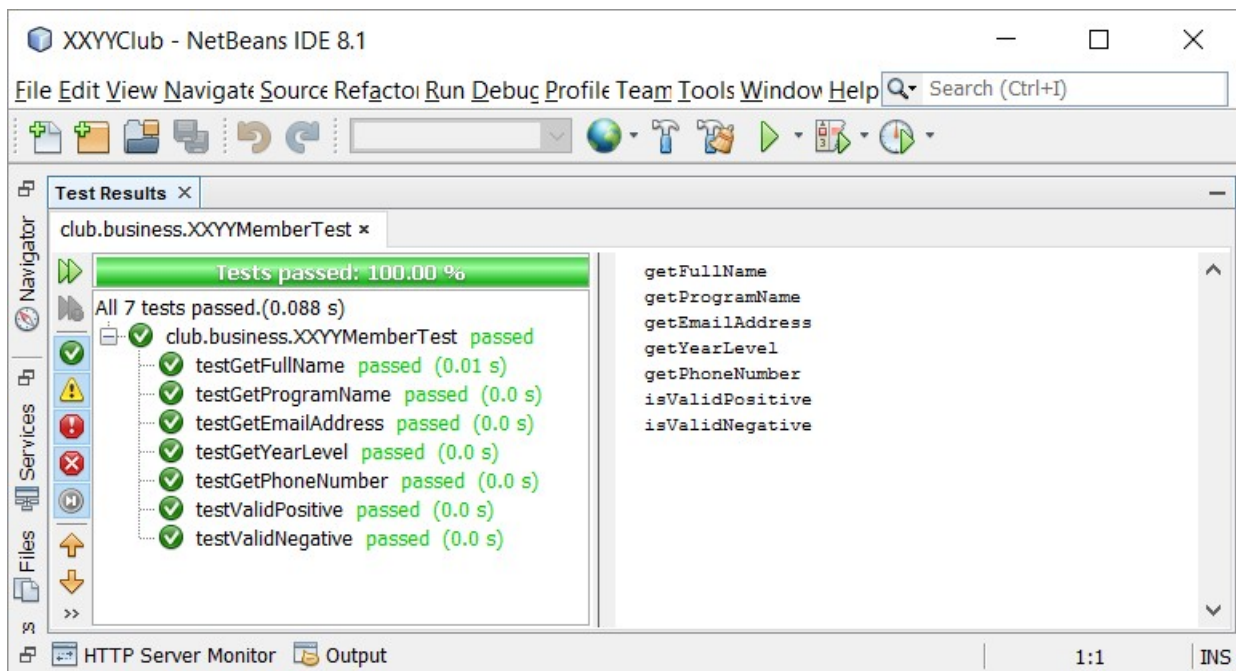 XXYYClub - NetBeans IDE 8.1
File Edit View Navigate Source Refactor Run Debug Profile Team Tools Window Help Search (Ctrl+I)
Navigator
Services
Files
Test Results
club.business.XXYYMemberTest
Tests passed: 100.00 %
All 7 tests passed.(0.088 s)
club.business.XXYYMemberTest passed
testGetFullName passed (0.01 s)
testGetProgramName passed (0.0 s)
testGetEmailAddress passed (0.0 s)
testGetYearLevel passed (0.0 s)
testGetPhoneNumber passed (0.0 s)
testValidPositive passed (0.0 s)
testValidNegative passed (0.0 s)
getFullName
getProgramName
getEmailAddress
getYearLevel
getPhoneNumber
isValidPositive
isValidNegative
HTTP Server Monitor Output 1:1 INS